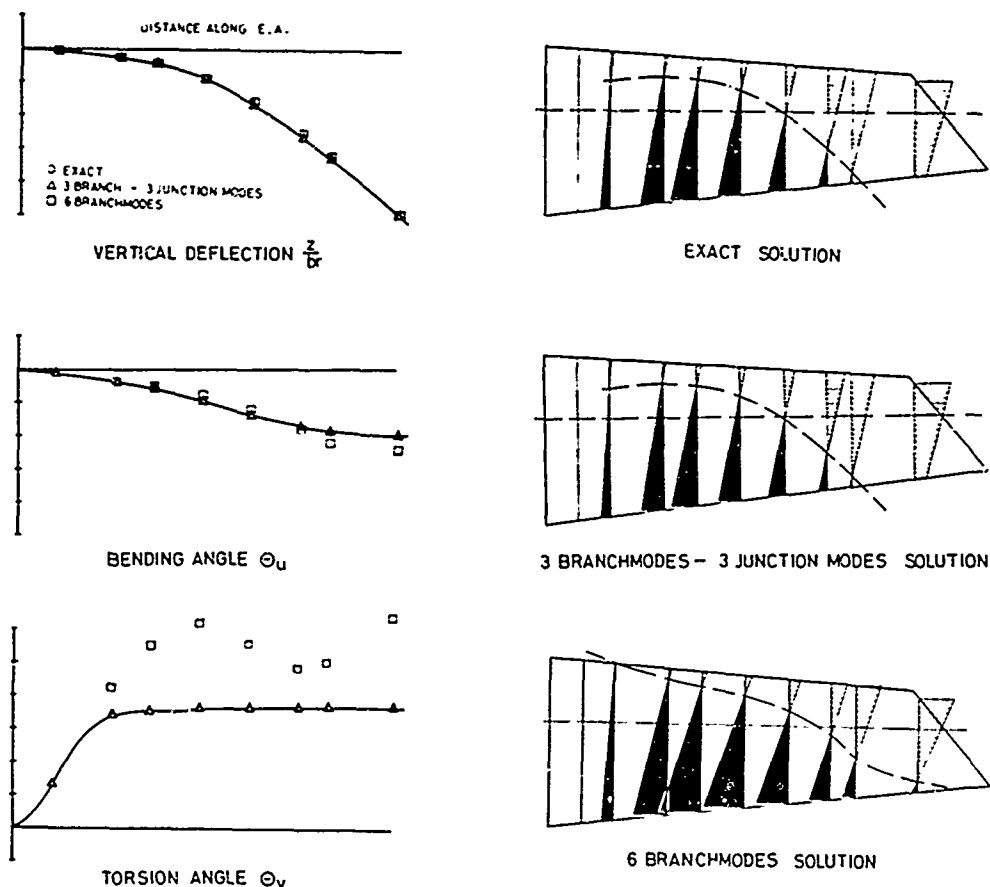 DISTANCE ALONG E.A.
○ EXACT
△ 3 BRANCH - 3 JUNCTION MODES
□ 6 BRANCHMODES
VERTICAL DEFLECTION z/br
EXACT SOLUTION
BENDING ANGLE Θu
3 BRANCHMODES - 3 JUNCTION MODES SOLUTION
TORSION ANGLE Θv
6 BRANCHMODES SOLUTION